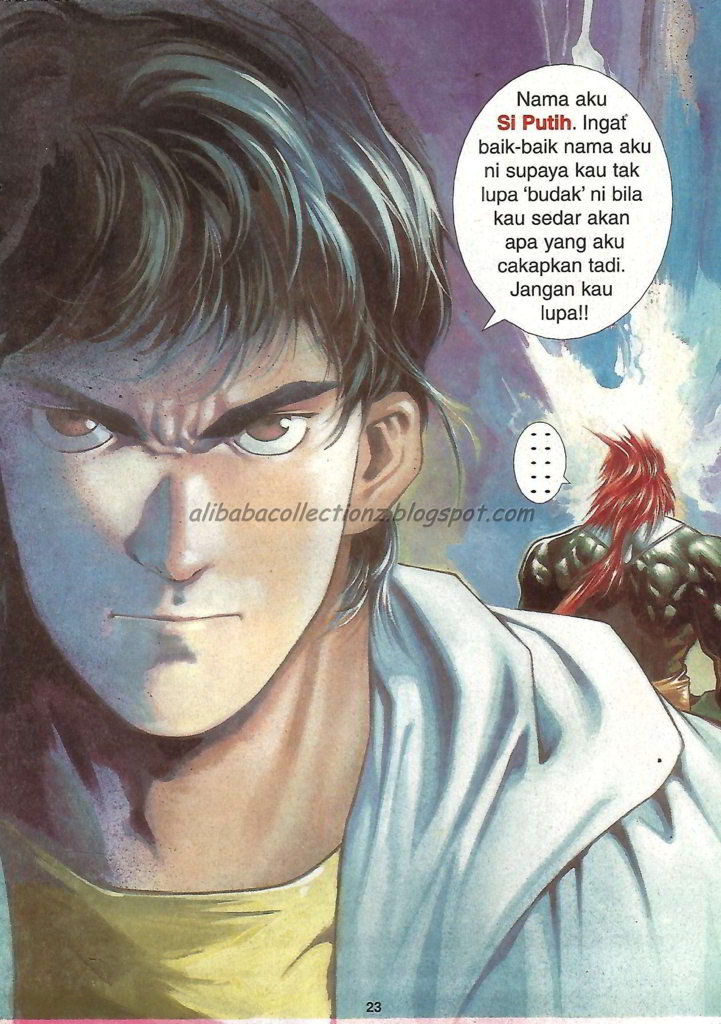 Nama aku
Si Putih. Ingat
baik-baik nama aku
ni supaya kau tak
lupa ‘budak’ ni bila
kau sedar akan
apa yang aku
cakapkan tadi.
Jangan kau
lupa!!
alibabacollectionz.blogspot.com
23